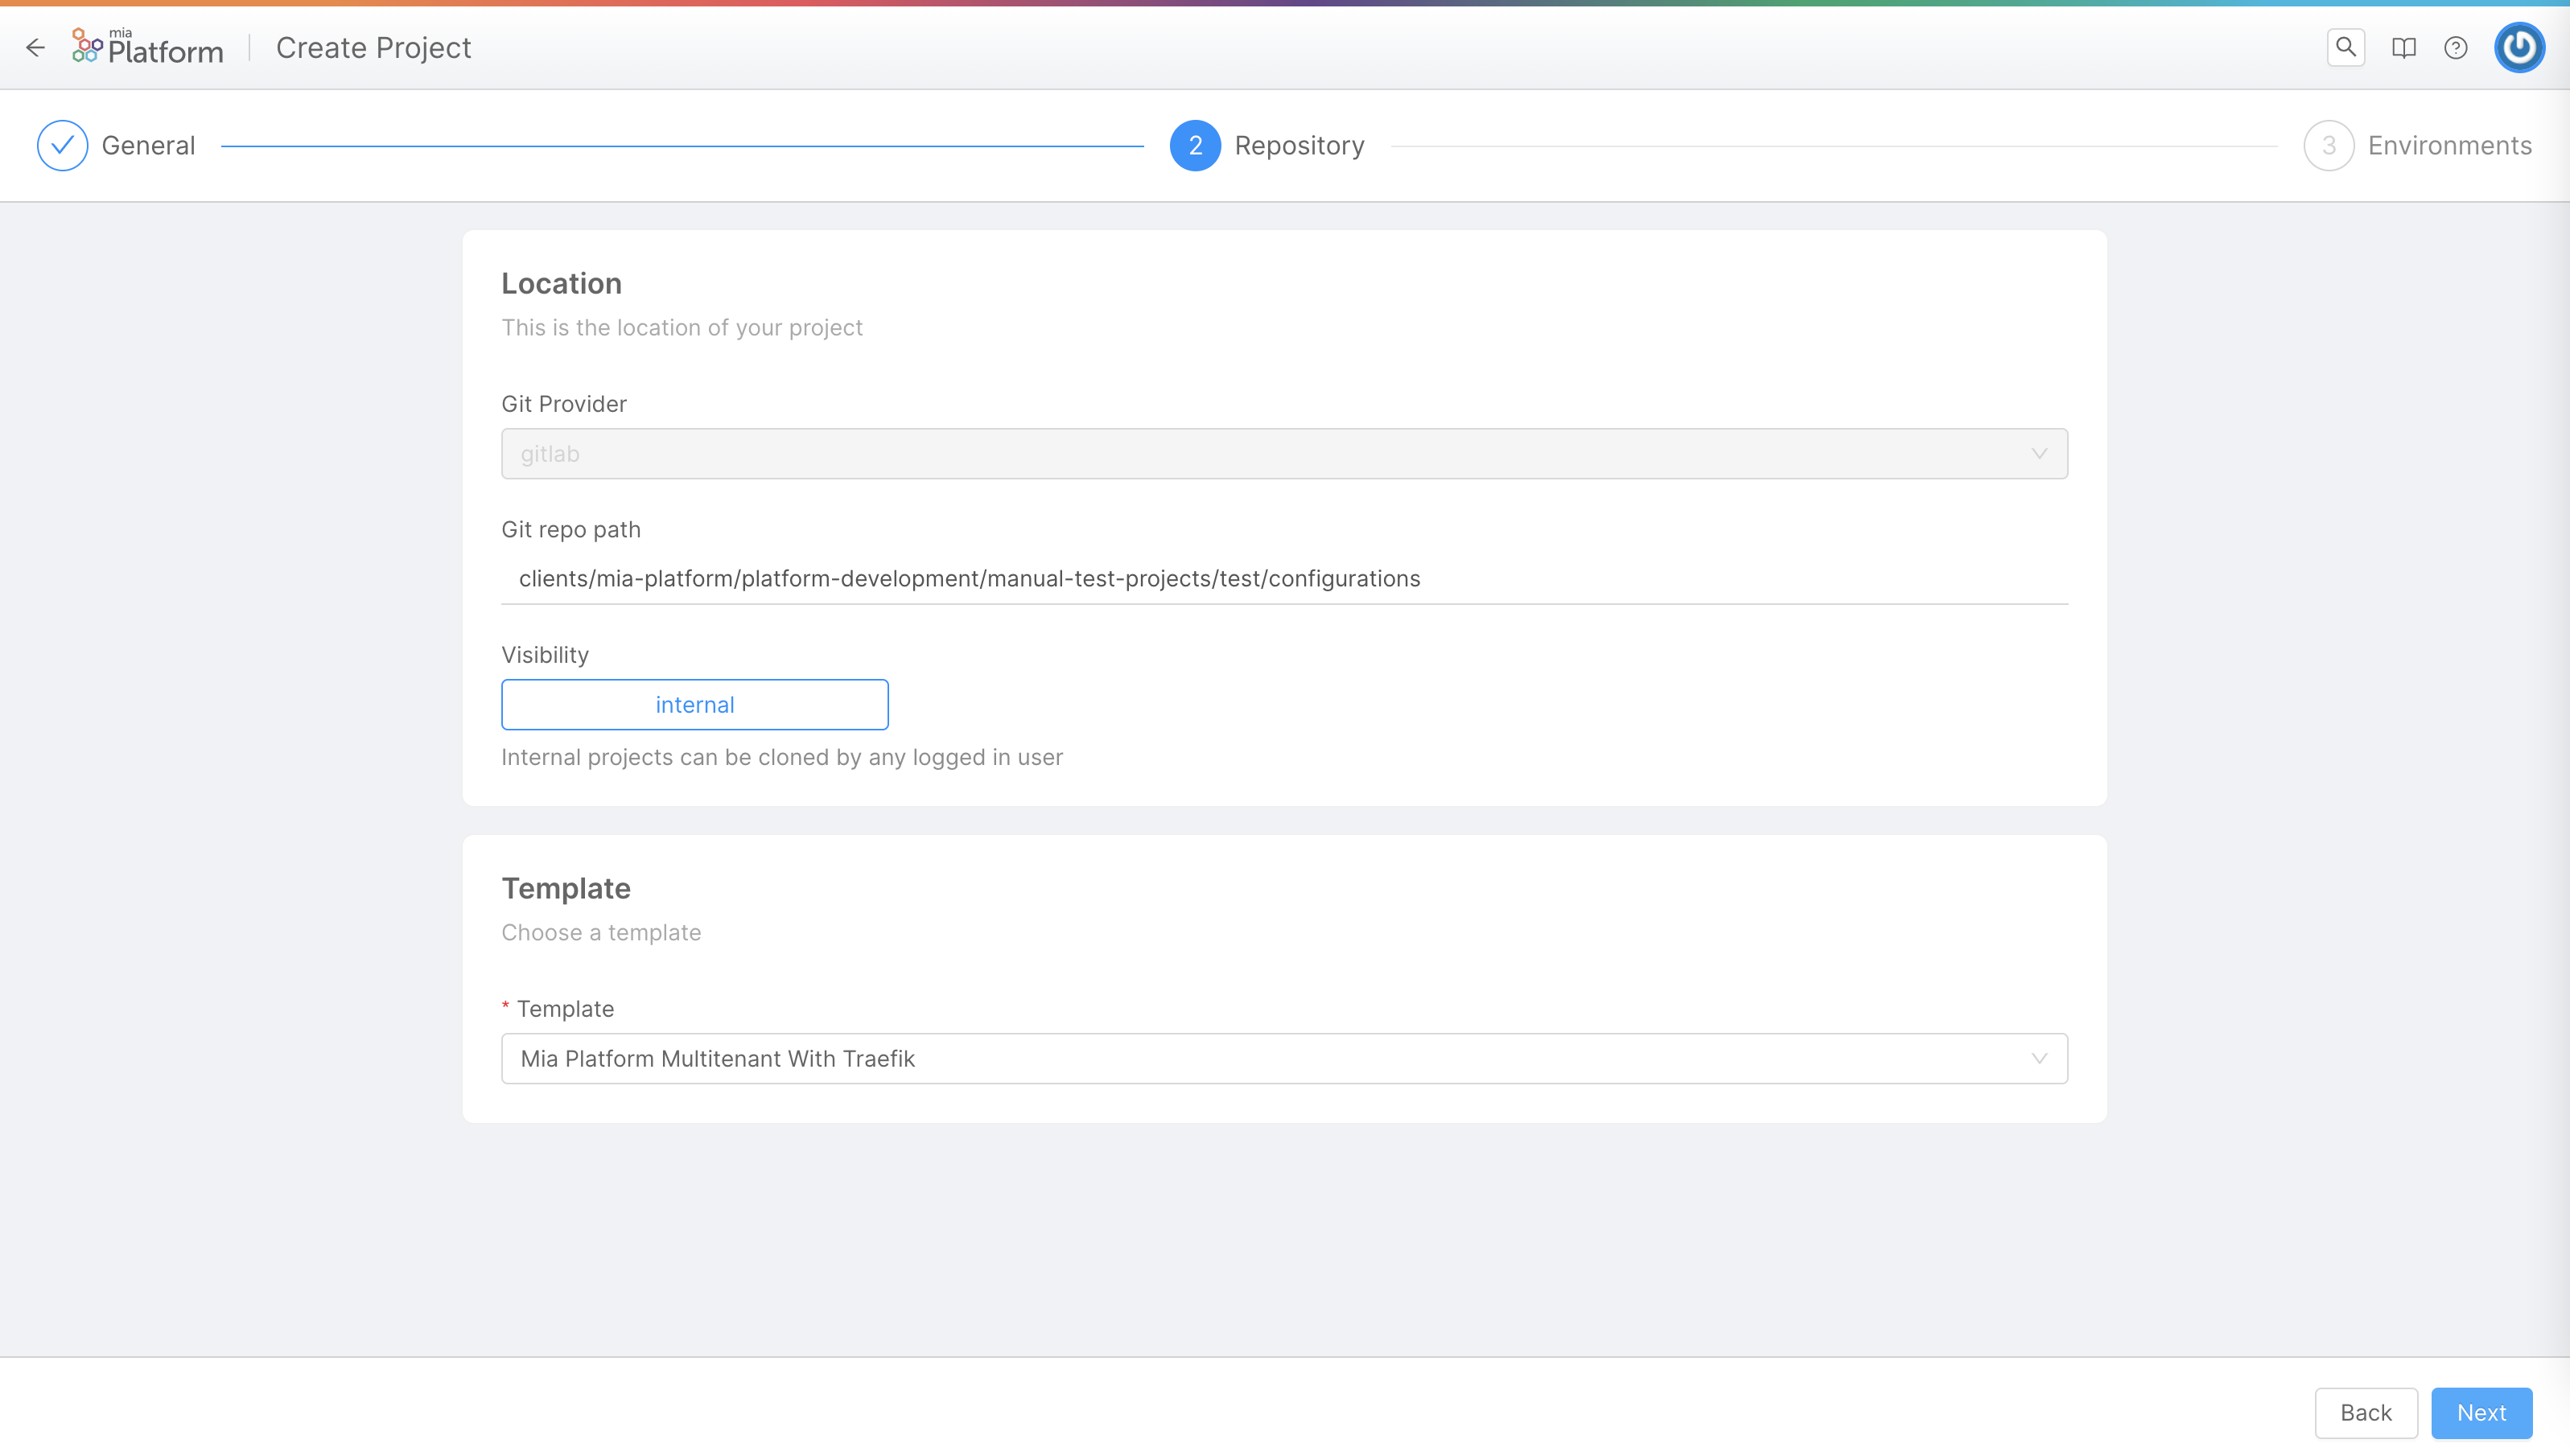 mia
Platform
Create Project
General
2
Repository
3
Environments
Location
This is the location of your project
Git Provider
gitlab
Git repo path
clients/mia-platform/platform-development/manual-test-projects/test/configurations
Visibility
internal
Internal projects can be cloned by any logged in user
Template
Choose a template
* Template
Mia Platform Multitenant With Traefik
Back
Next